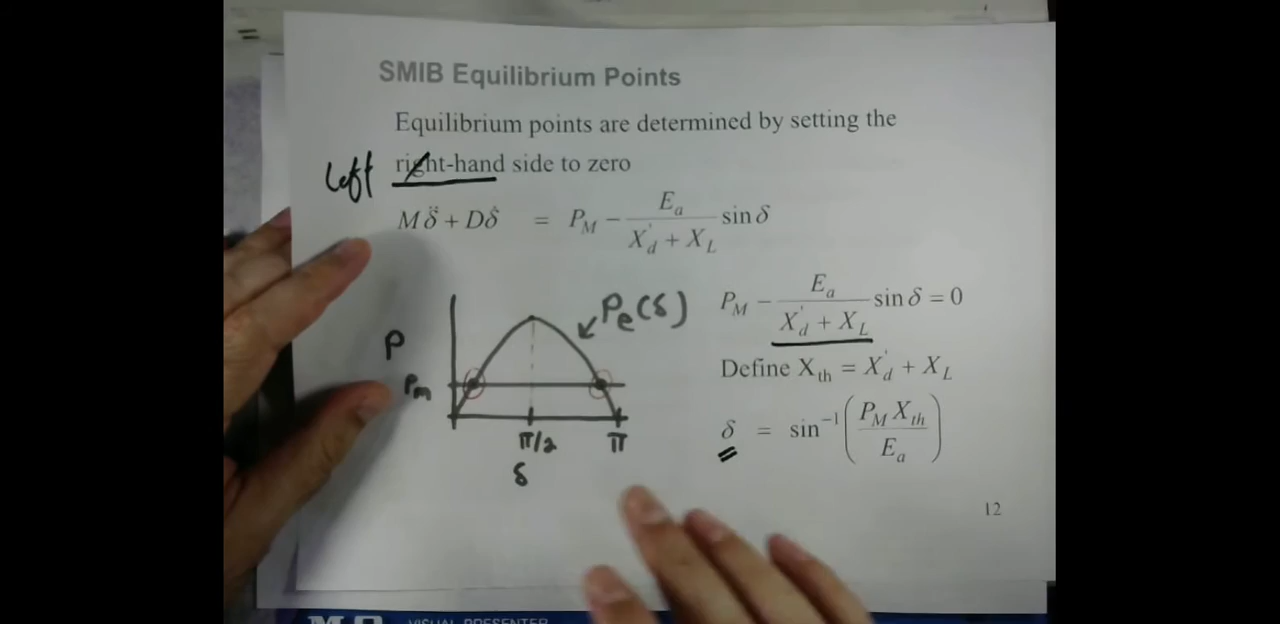 SMIB Equilibrium Points
Equilibrium points are determined by setting the
left right-hand side to zero
Mδ̈ + Dδ̇ = P_M − E_a / (X'_d + X_L) sin δ
P_M − E_a / (X'_d + X_L) sin δ = 0
Define X_th = X'_d + X_L
δ = sin⁻¹ (P_M X_th / E_a)
P_e(δ)
P
P_m
π/2
π
δ
12
VISUAL PRESENTER